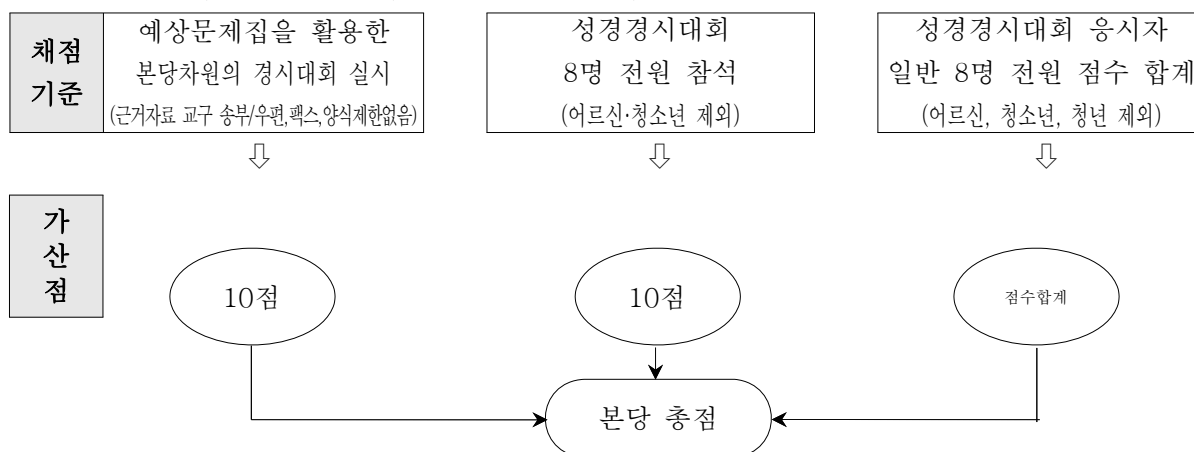 채점
기준
예상문제집을 활용한
본당차원의 경시대회 실시
(근거자료 교구 송부/우편,팩스,양식제한없음)
성경경시대회
8명 전원 참석
(어르신·청소년 제외)
성경경시대회 응시자
일반 8명 전원 점수 합계
(어르신, 청소년, 청년 제외)
가
산
점
10점
10점
점수합계
본당 총점